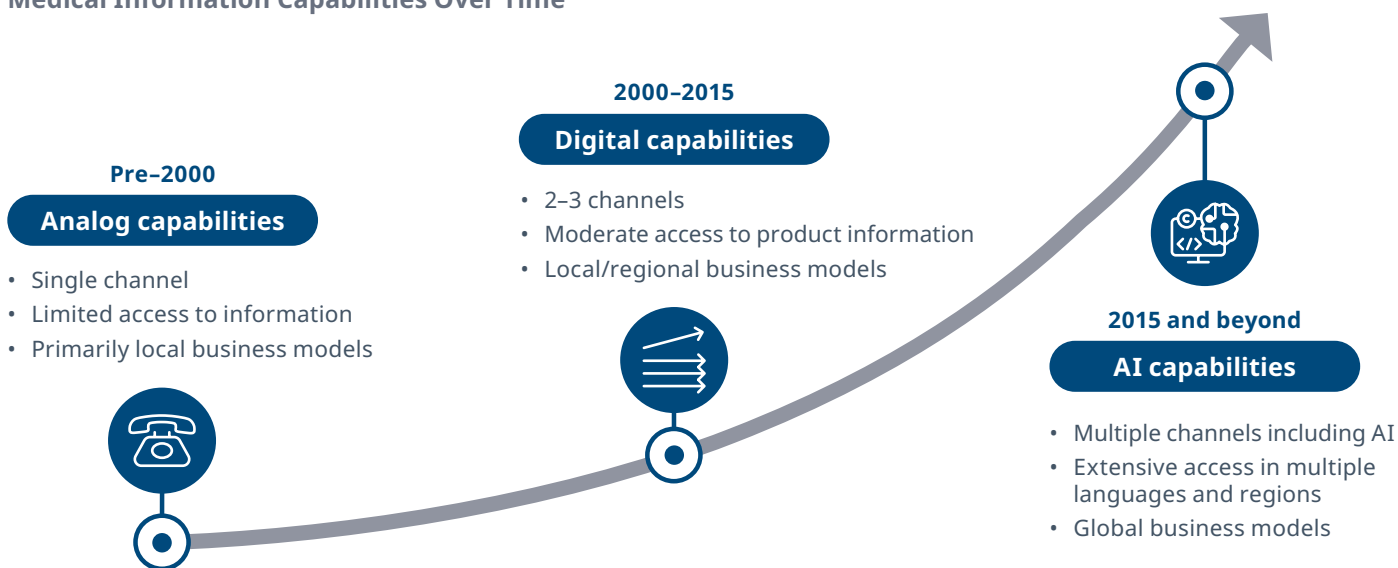 Medical Information Capabilities Over Time
Pre–2000
Analog capabilities
• Single channel
• Limited access to information
• Primarily local business models
2000–2015
Digital capabilities
• 2–3 channels
• Moderate access to product information
• Local/regional business models
C
</>
2015 and beyond
AI capabilities
• Multiple channels including AI
• Extensive access in multiple
languages and regions
• Global business models